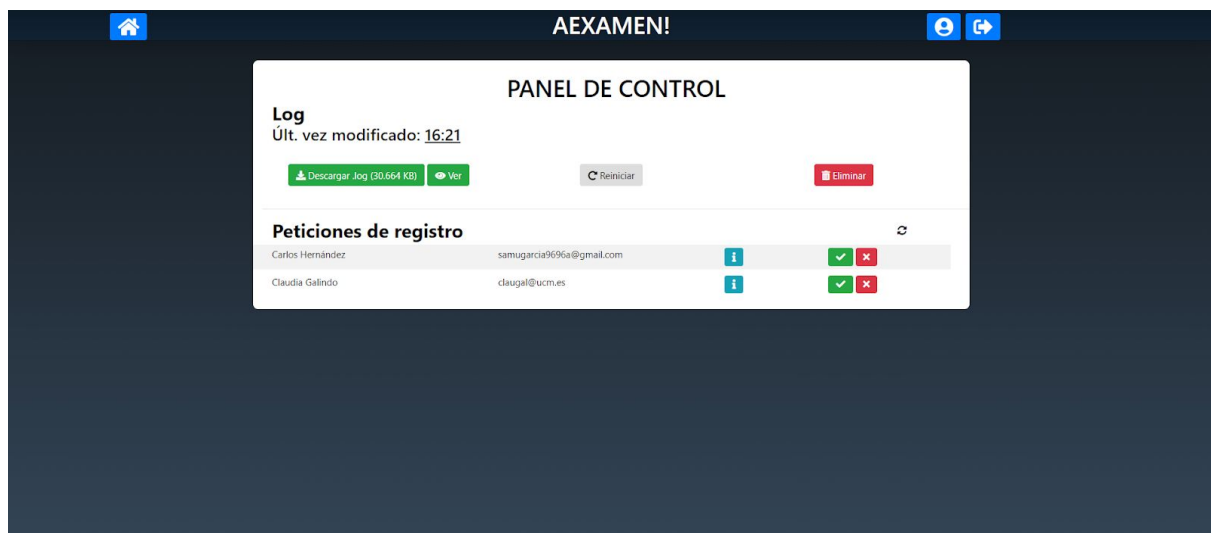 AEXAMEN!
PANEL DE CONTROL
Log
Últ. vez modificado: 16:21
Descargar .log (30.664 KB) Ver Reiniciar Eliminar
Peticiones de registro
Carlos Hernández samugarcia9696a@gmail.com
Claudia Galindo claugal@ucm.es